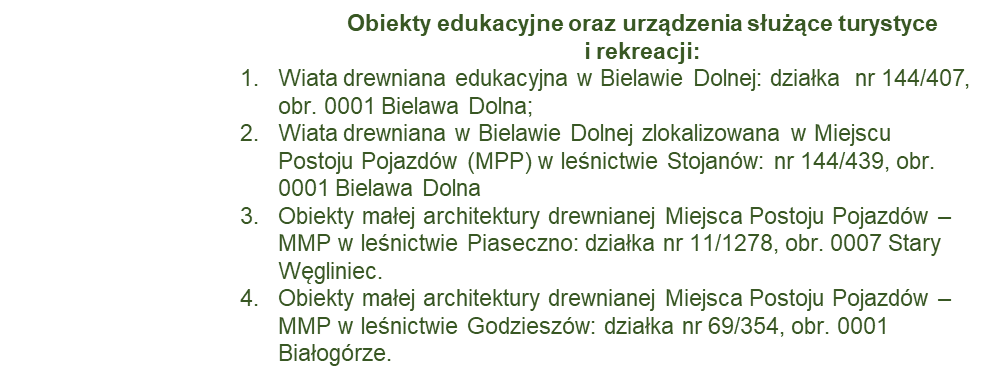 Obiekty edukacyjne oraz urządzenia służące turystyce
i rekreacji:
1. Wiata drewniana edukacyjna w Bielawie Dolnej: działka nr 144/407,
obr. 0001 Bielawa Dolna;
2. Wiata drewniana w Bielawie Dolnej zlokalizowana w Miejscu
Postoju Pojazdów (MPP) w leśnictwie Stojanów: nr 144/439, obr.
0001 Bielawa Dolna
3. Obiekty małej architektury drewnianej Miejsca Postoju Pojazdów –
MMP w leśnictwie Piaseczno: działka nr 11/1278, obr. 0007 Stary
Węgliniec.
4. Obiekty małej architektury drewnianej Miejsca Postoju Pojazdów –
MMP w leśnictwie Godzieszów: działka nr 69/354, obr. 0001
Białogórze.